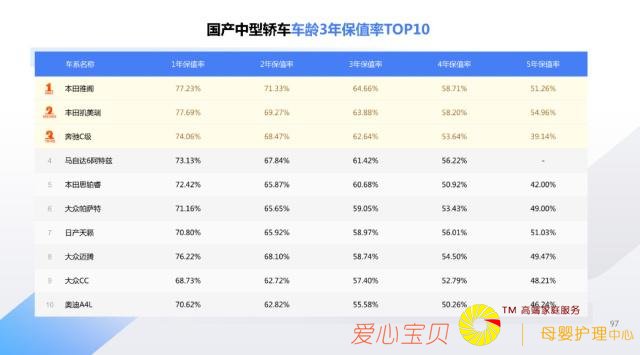 国产中型轿车车龄3年保值率TOP10
车系名称 1年保值率 2年保值率 3年保值率 4年保值率 5年保值率
1 本田雅阁 77.23% 71.33% 64.66% 58.71% 51.26%
2 丰田凯美瑞 77.69% 69.27% 63.88% 58.20% 54.96%
3 奔驰C级 74.06% 68.47% 62.64% 53.64% 39.14%
4 马自达6阿特兹 73.13% 67.84% 61.42% 56.22% -
5 本田思铂睿 72.42% 65.87% 60.68% 50.92% 42.00%
6 大众帕萨特 71.16% 65.65% 59.05% 53.43% 49.00%
7 日产天籁 70.80% 65.92% 58.97% 56.01% 51.03%
8 大众迈腾 76.22% 68.10% 58.74% 54.50% 49.47%
9 大众CC 68.73% 62.72% 57.40% 52.79% 48.21%
10 奥迪A4L 70.62% 62.82% 55.58% 50.26% 46.24%
TM 高端家庭服务
97
爱心宝贝 母婴护理中心